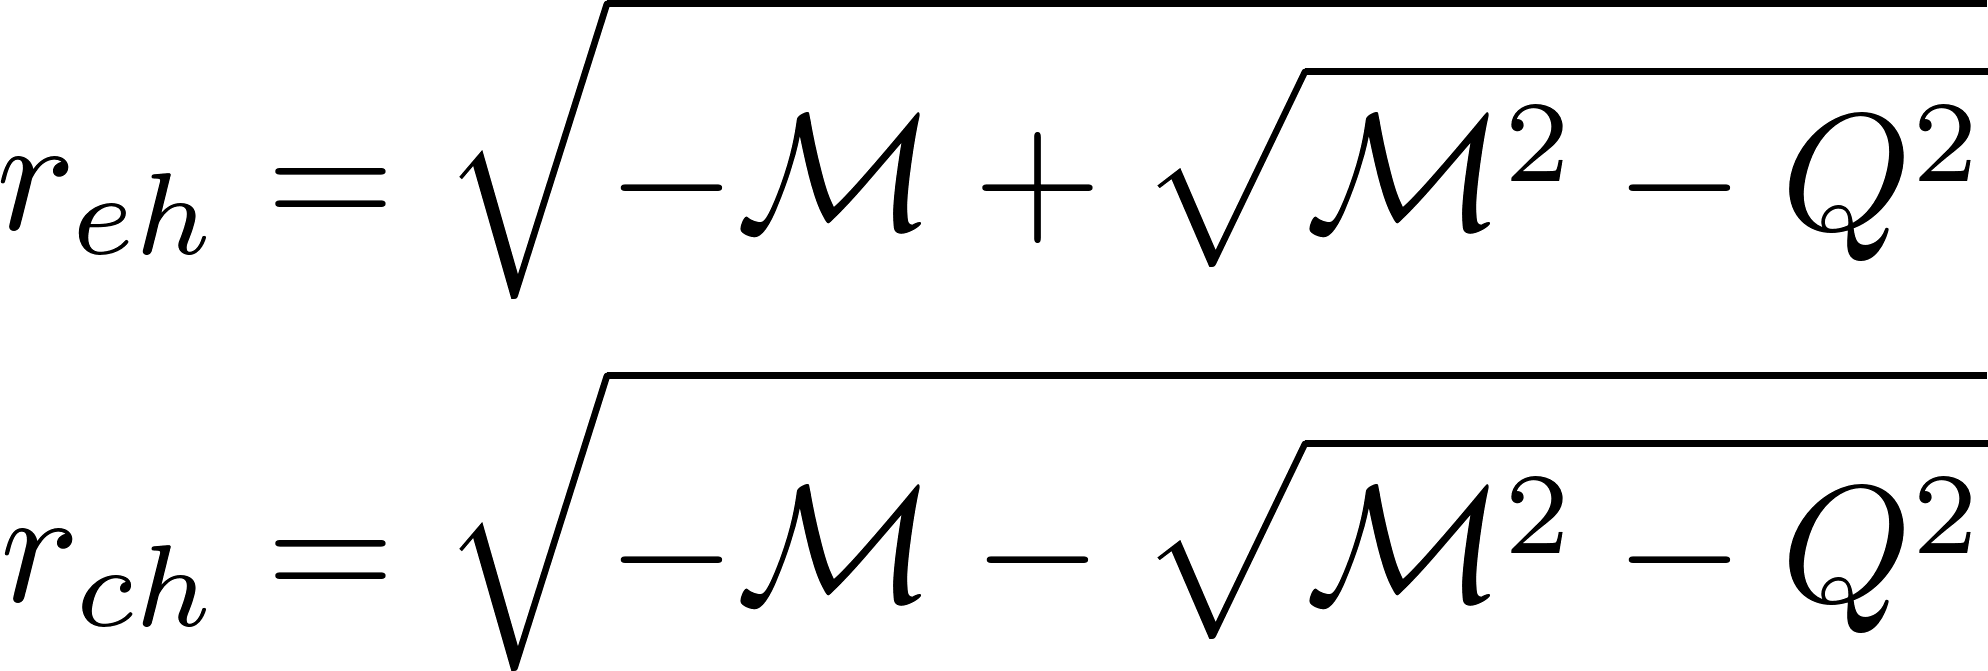 r_{eh} = \sqrt{-\mathcal{M} + \sqrt{\mathcal{M}^2 - Q^2}}
r_{ch} = \sqrt{-\mathcal{M} - \sqrt{\mathcal{M}^2 - Q^2}}